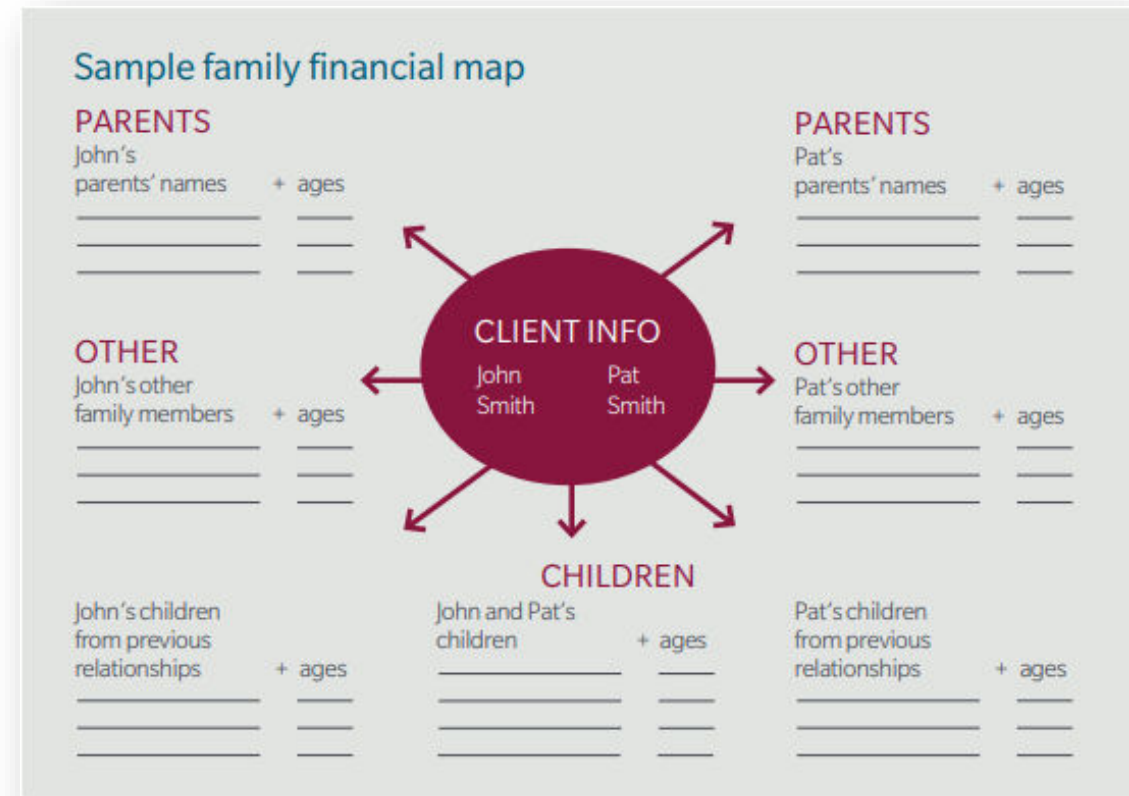 Sample family financial map
PARENTS
John's
parents' names + ages
PARENTS
Pat's
parents' names + ages
CLIENT INFO
John Pat
Smith Smith
OTHER
John's other
family members + ages
OTHER
Pat's other
family members + ages
CHILDREN
John's children
from previous
relationships + ages
John and Pat's
children + ages
Pat's children
from previous
relationships + ages